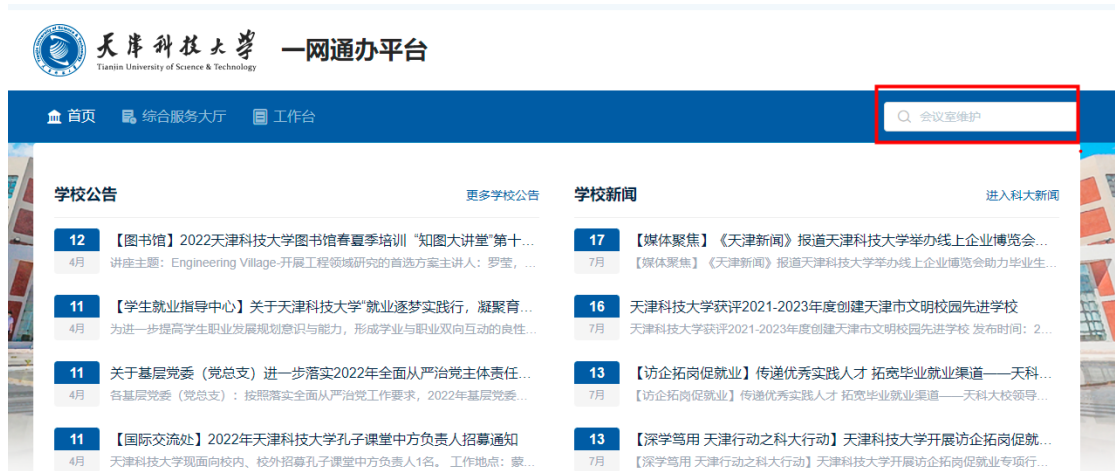 天津科技大学 一网通办平台
Tianjin University of Science & Technology
首页 综合服务大厅 工作台 会议室维护
学校公告 更多学校公告
12 【图书馆】2022天津科技大学图书馆春夏季培训 “知图大讲堂”第十...
4月 讲座主题：Engineering Village-开展工程领域研究的首选方案主讲人：罗莹，...
11 【学生就业指导中心】关于天津科技大学“就业逐梦实践行，凝聚育...
4月 为进一步提高学生职业发展规划意识与能力，形成学业与职业双向互动的良性...
11 关于基层党委（党总支）进一步落实2022年全面从严治党主体责任...
4月 各基层党委（党总支）：按照落实全面从严治党工作要求，2022年基层党委...
11 【国际交流处】2022年天津科技大学孔子课堂中方负责人招募通知
4月 天津科技大学现面向校内、校外招募孔子课堂中方负责人1名。 工作地点：蒙...
学校新闻 进入科大新闻
17 【媒体聚焦】《天津新闻》报道天津科技大学举办线上企业博览会...
7月 【媒体聚焦】《天津新闻》报道天津科技大学举办线上企业博览会助力毕业生...
16 天津科技大学获评2021-2023年度创建天津市文明校园先进学校
7月 天津科技大学获评2021-2023年度创建天津市文明校园先进学校 发布时间：2...
13 【访企拓岗促就业】传递优秀实践人才 拓宽毕业就业渠道——天科...
7月 【访企拓岗促就业】传递优秀实践人才 拓宽毕业就业渠道——天科大校领导...
13 【深学笃用 天津行动之科大行动】天津科技大学开展访企拓岗促就...
7月 【深学笃用 天津行动之科大行动】天津科技大学开展访企拓岗促就业专项行...